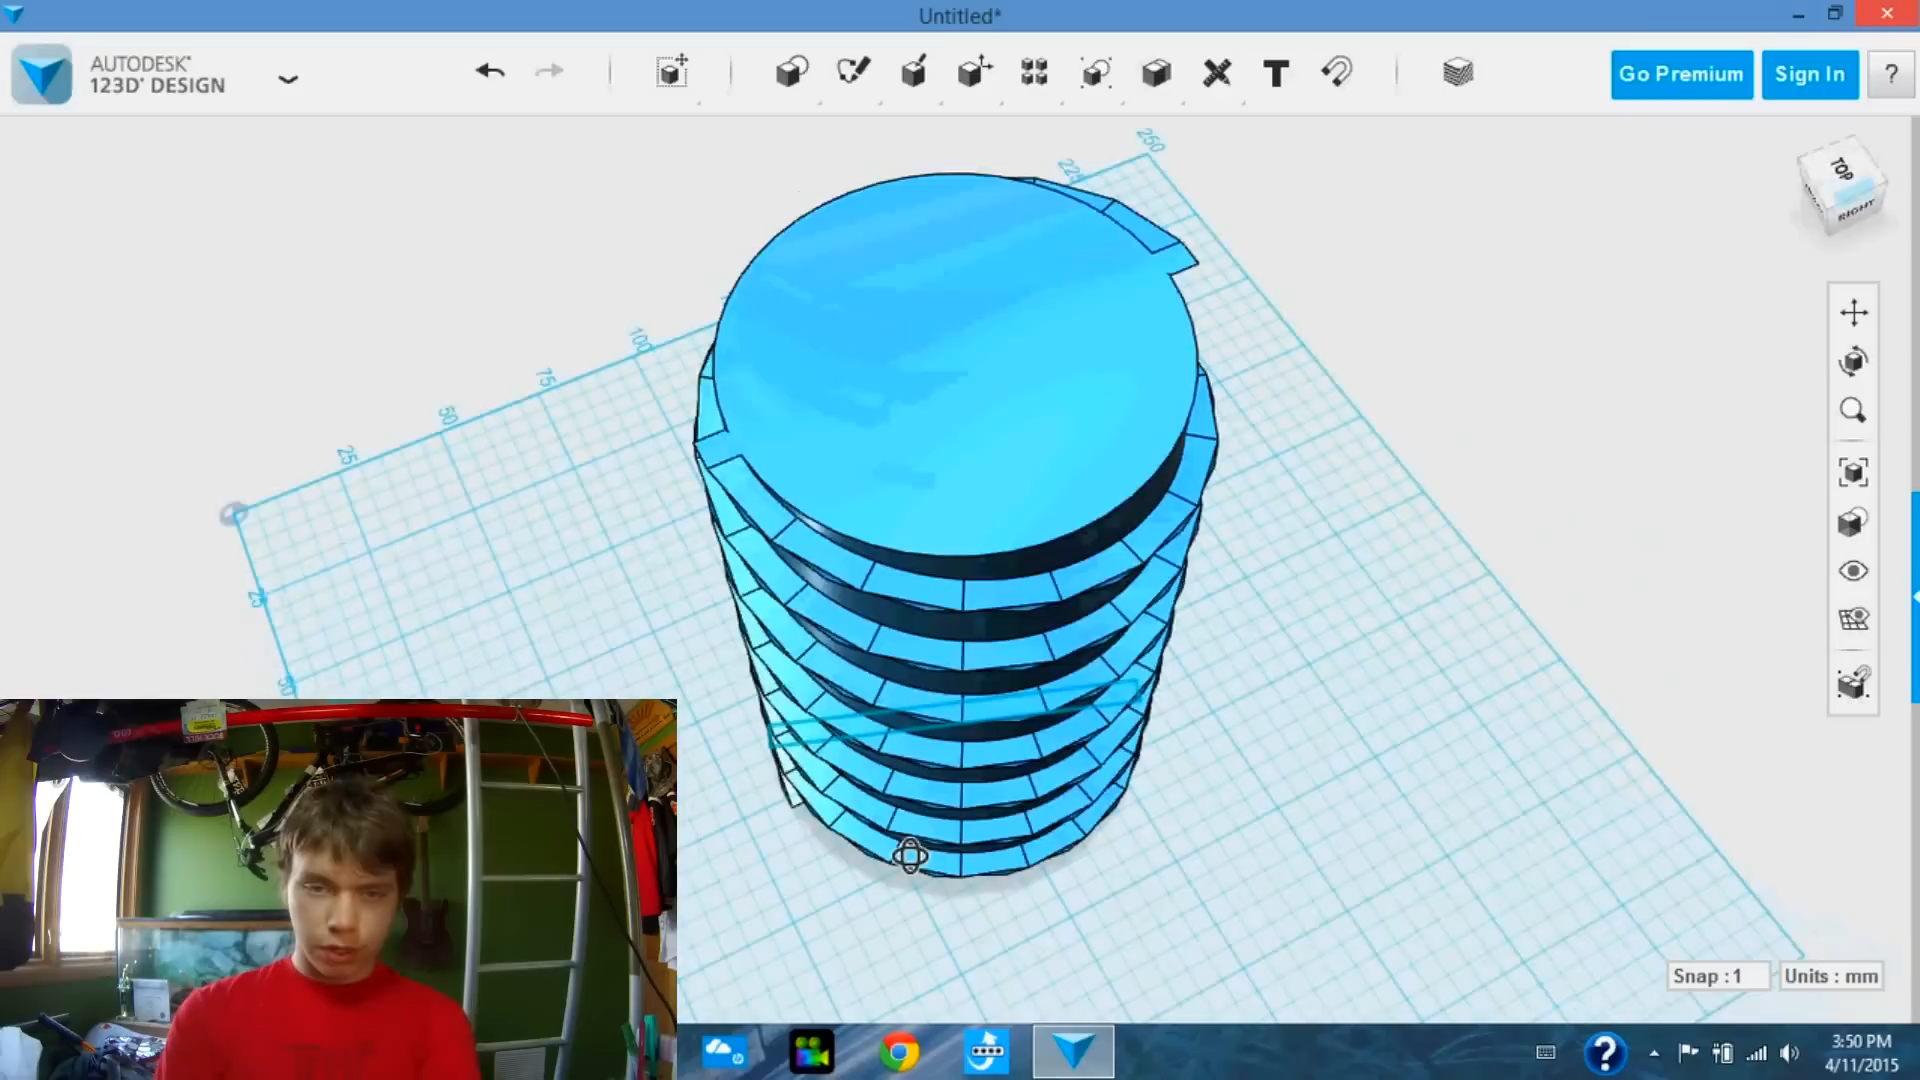 Untitled*
AUTODESK®
123D® DESIGN
T
Go Premium
Sign In
?
250
225
100
75
50
25
25
50
TOP
RIGHT
Snap : 1
Units : mm
?
3:50 PM
4/11/2015